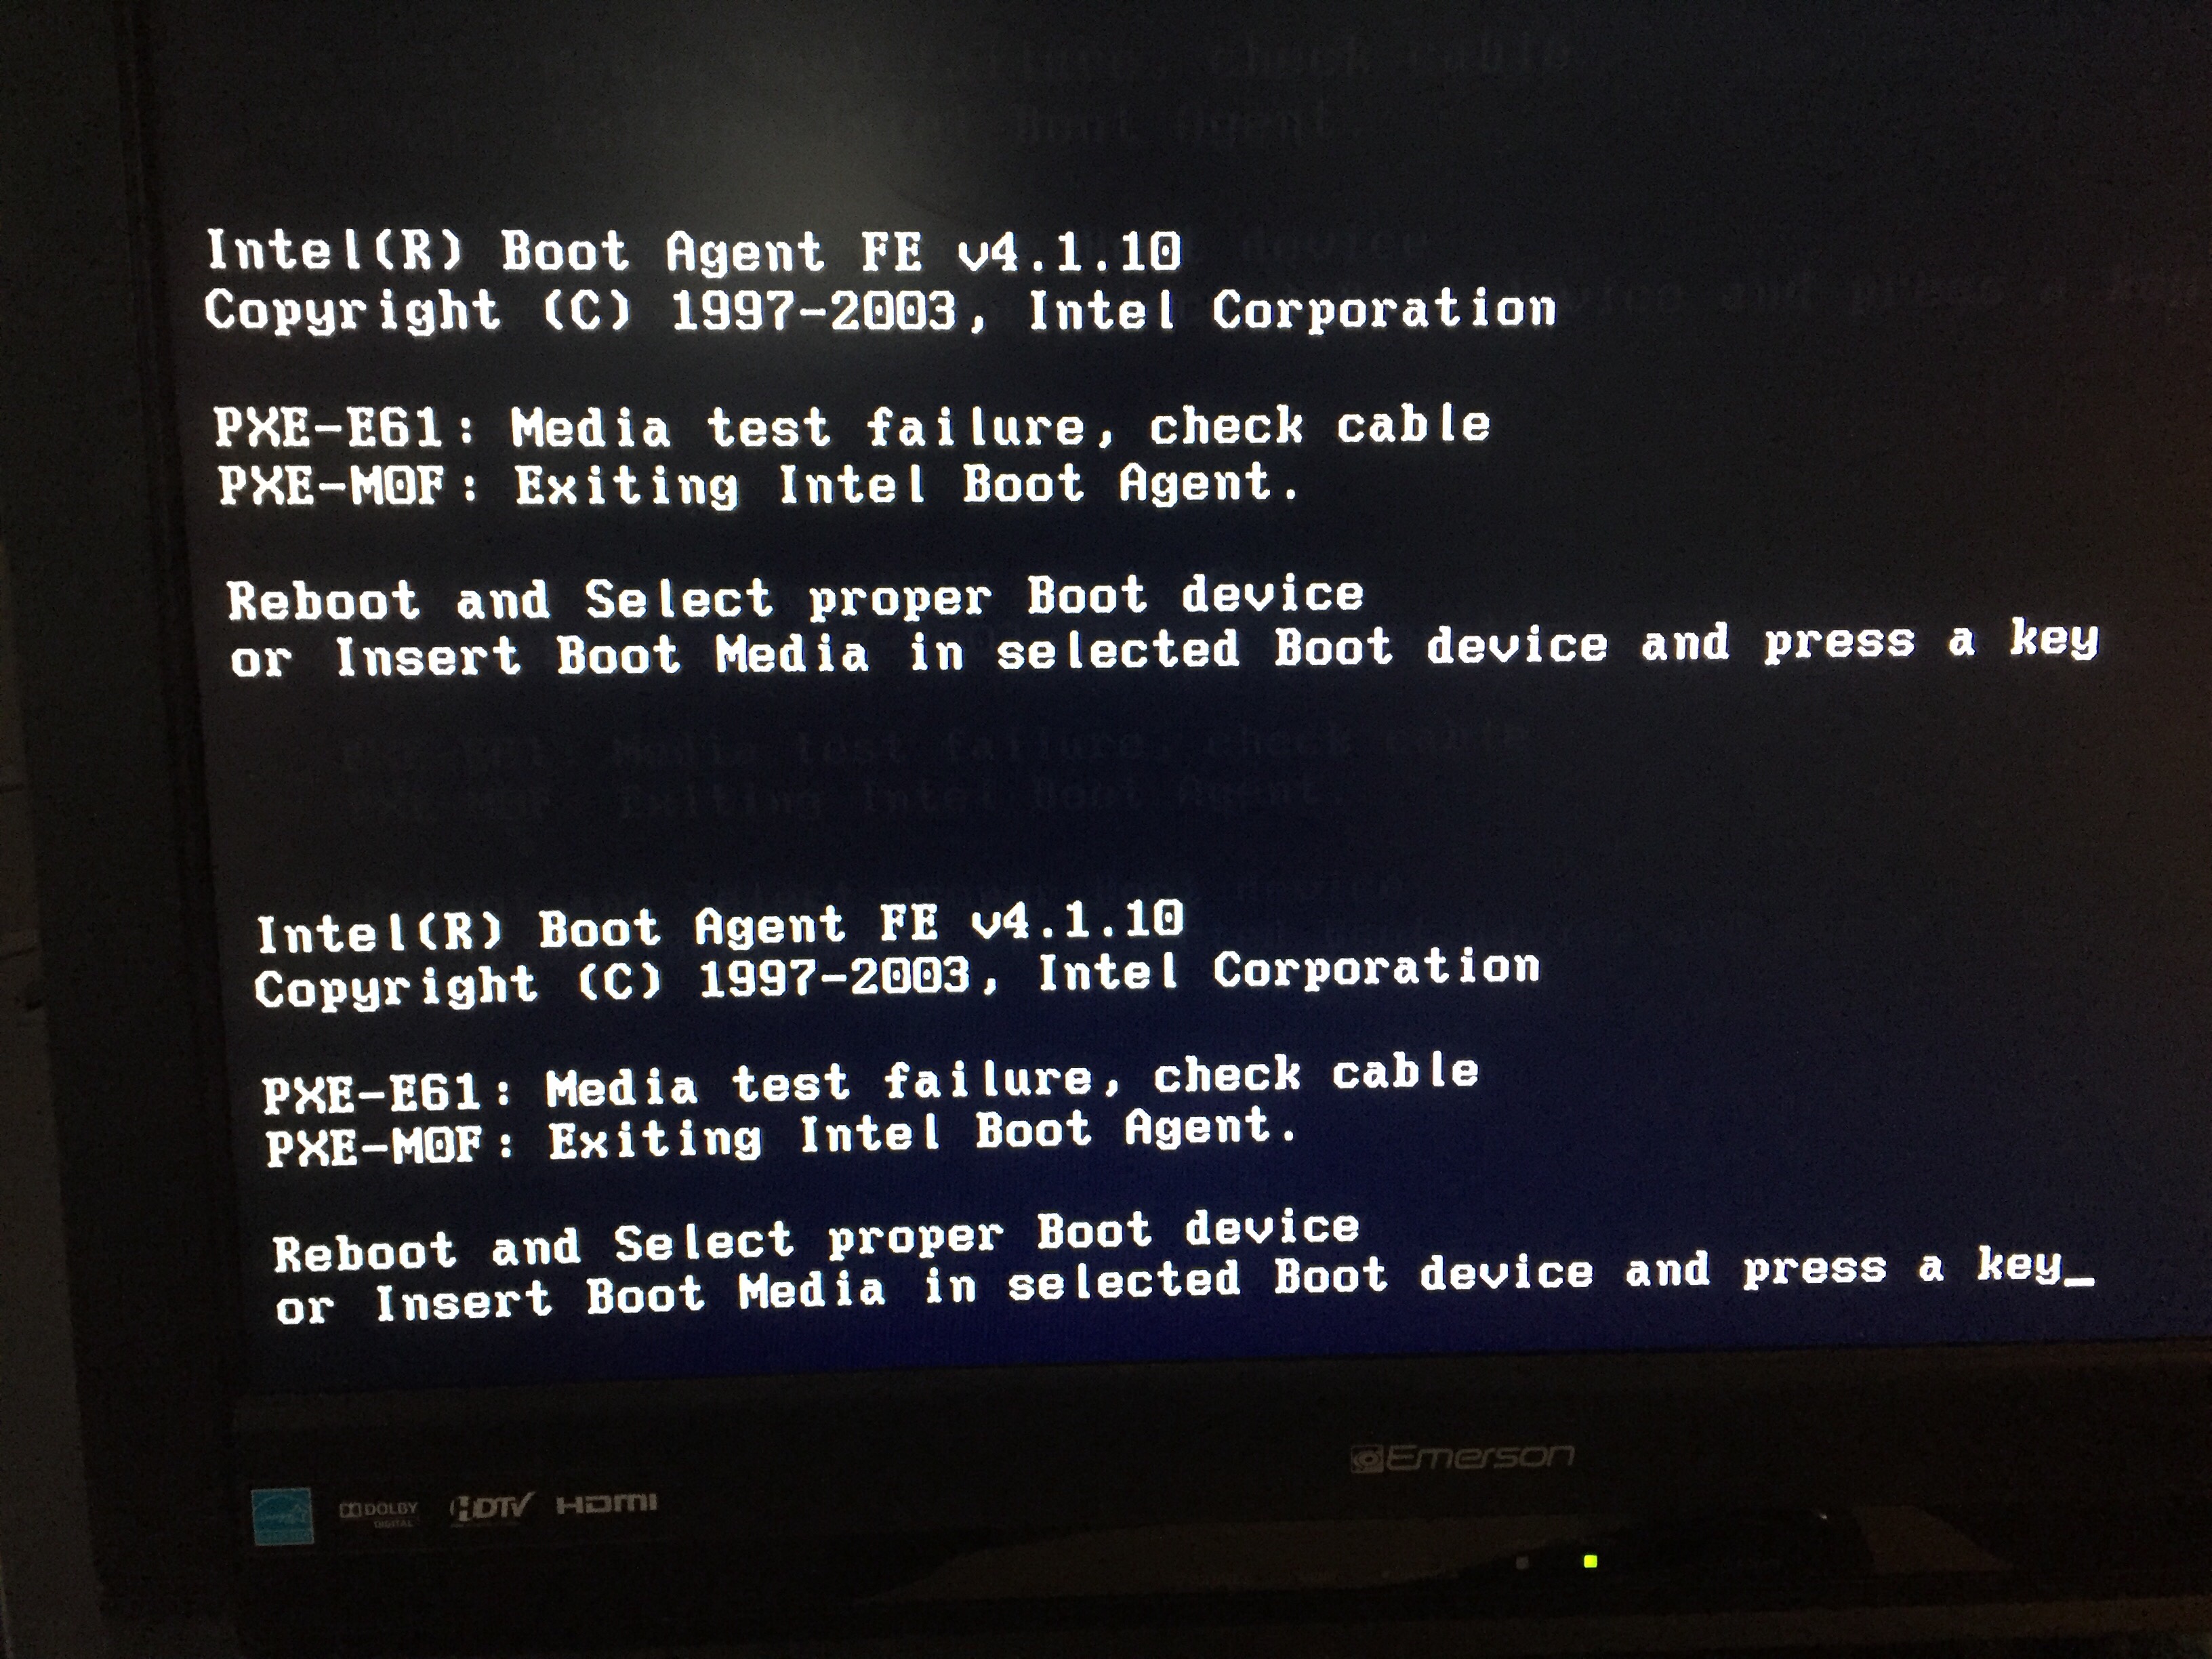 Intel(R) Boot Agent FE v4.1.10
Copyright (C) 1997-2003, Intel Corporation
PXE-E61: Media test failure, check cable
PXE-M0F: Exiting Intel Boot Agent.
Reboot and Select proper Boot device
or Insert Boot Media in selected Boot device and press a key
Intel(R) Boot Agent FE v4.1.10
Copyright (C) 1997-2003, Intel Corporation
PXE-E61: Media test failure, check cable
PXE-M0F: Exiting Intel Boot Agent.
Reboot and Select proper Boot device
or Insert Boot Media in selected Boot device and press a key_
Emerson
DOLBY DIGITAL HDTV HDMI